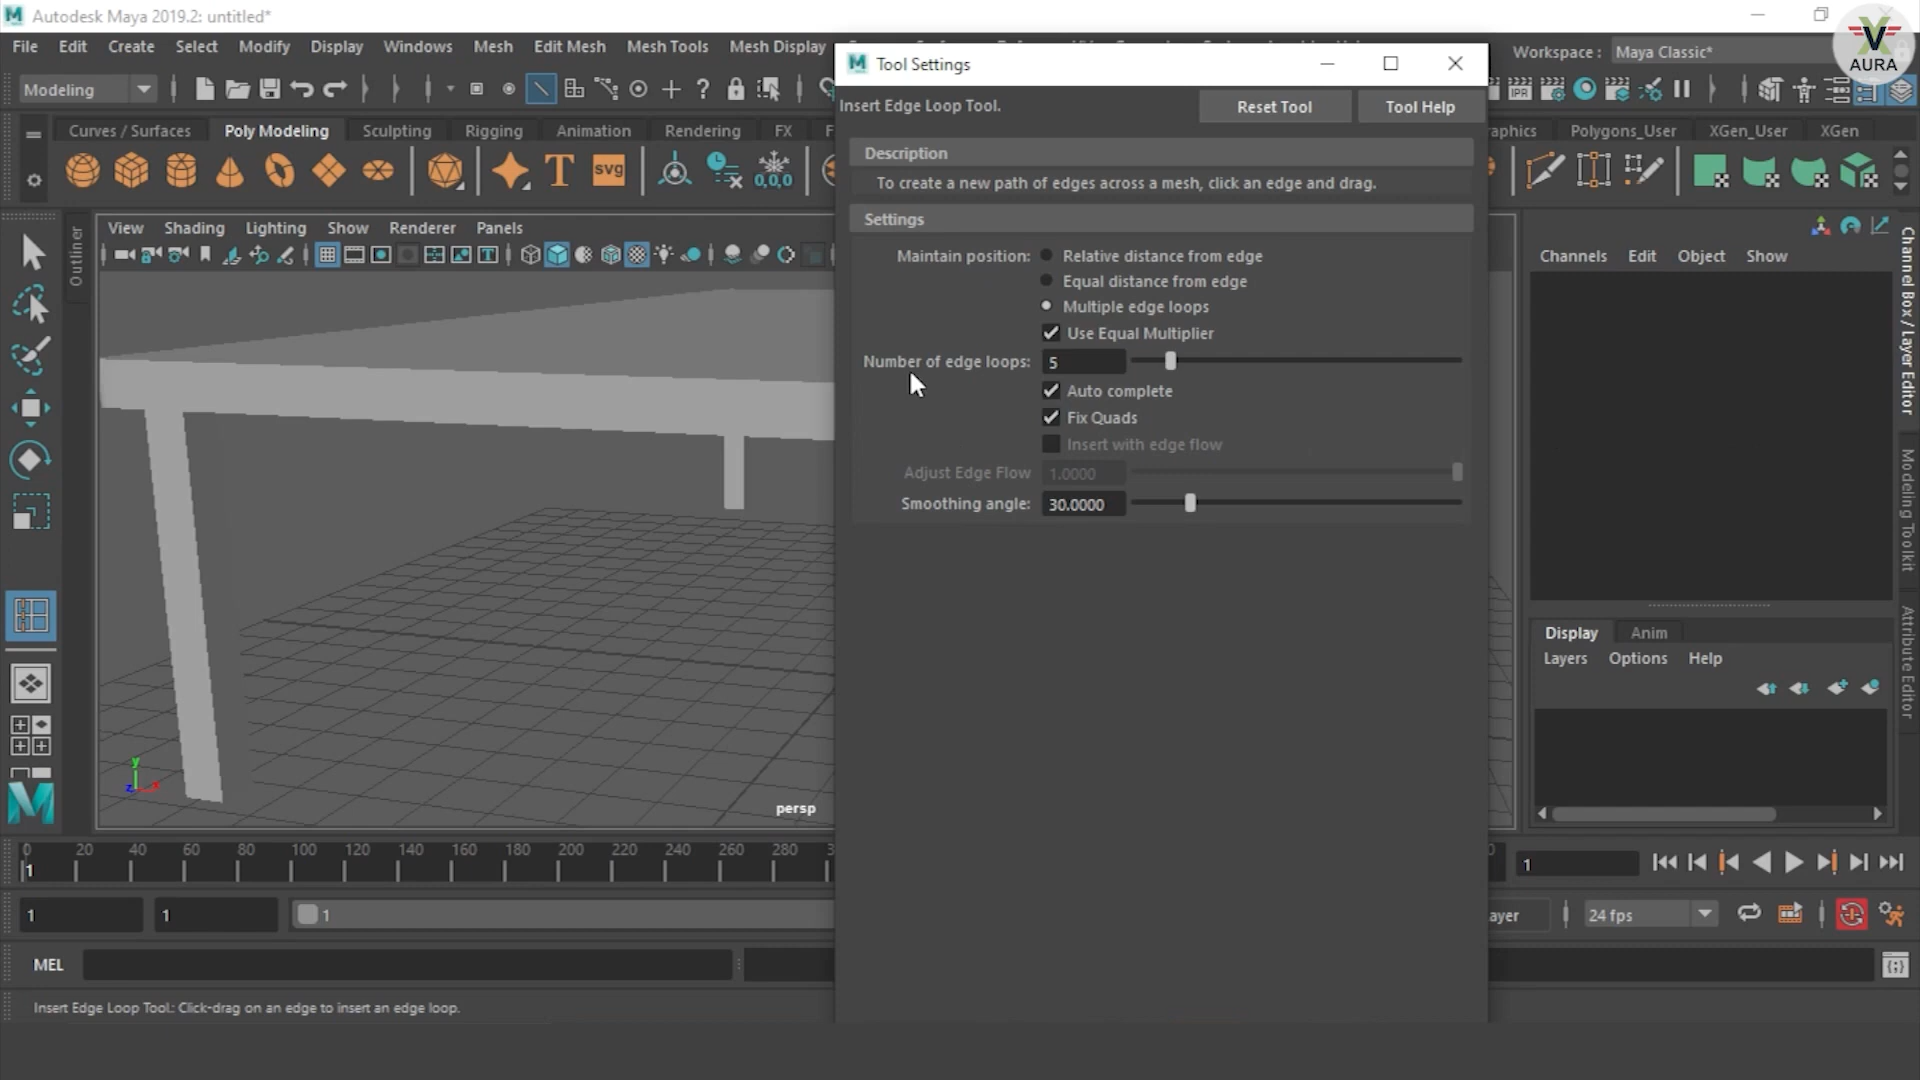 Autodesk Maya 2019.2: untitled*
AURA
File Edit Create Select Modify Display Windows Mesh Edit Mesh Mesh Tools Mesh Display
Workspace : Maya Classic*
Modeling
IPR
Curves / Surfaces Poly Modeling Sculpting Rigging Animation Rendering FX
aphics Polygons_User XGen_User XGen
T svg 0,0,0
Outliner
View Shading Lighting Show Renderer Panels
persp
Tool Settings
Insert Edge Loop Tool. Reset Tool Tool Help
Description
To create a new path of edges across a mesh, click an edge and drag.
Settings
Maintain position: Relative distance from edge
Equal distance from edge
Multiple edge loops
Use Equal Multiplier
Number of edge loops: 5
Auto complete
Fix Quads
Insert with edge flow
Adjust Edge Flow 1.0000
Smoothing angle: 30.0000
Channels Edit Object Show
Display Anim
Layers Options Help
Channel Box / Layer Editor
Modeling Toolkit
Attribute Editor
0 20 40 60 80 100 120 140 160 180 200 220 240 260 280
1
1
1 1 1
ayer 24 fps
MEL
Insert Edge Loop Tool: Click-drag on an edge to insert an edge loop.